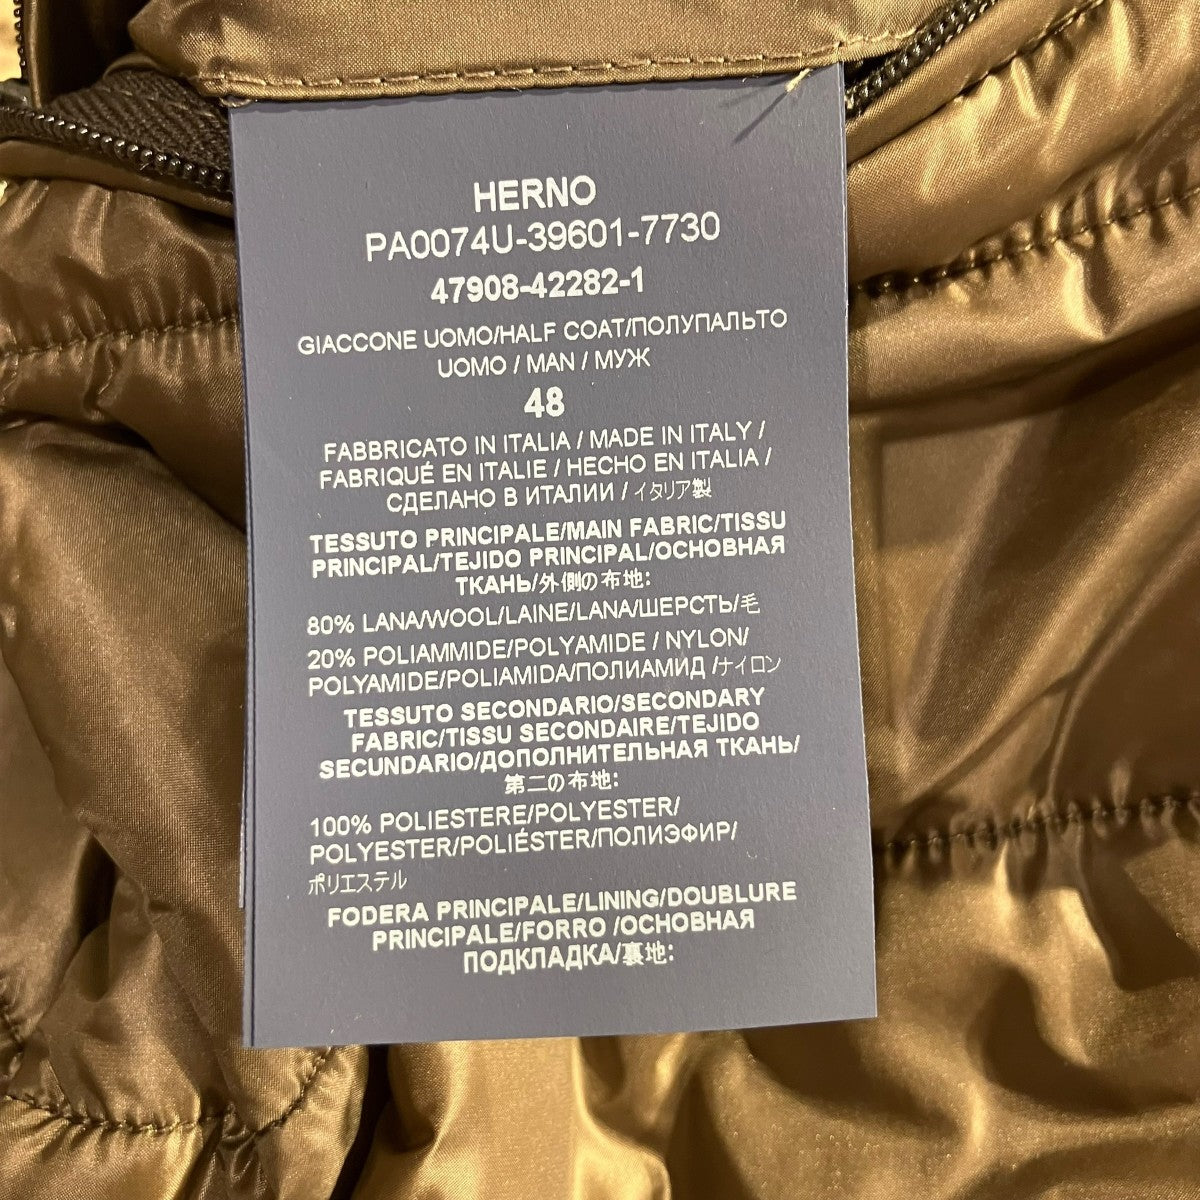 HERNO
PA0074U-39601-7730
47908-42282-1
GIACCONE UOMO/HALF COAT/ПОЛУПАЛЬТО
UOMO / MAN / МУЖ
48
FABBRICATO IN ITALIA / MADE IN ITALY /
FABRIQUÉ EN ITALIE / HECHO EN ITALIA /
СДЕЛАНО В ИТАЛИИ / イタリア製
TESSUTO PRINCIPALE/MAIN FABRIC/TISSU
PRINCIPAL/TEJIDO PRINCIPAL/ОСНОВНАЯ
ТКАНЬ/外側の布地:
80% LANA/WOOL/LAINE/LANA/ШЕРСТЬ/毛
20% POLIAMMIDE/POLYAMIDE / NYLON/
POLYAMIDE/POLIAMIDA/ПОЛИАМИД /ナイロン
TESSUTO SECONDARIO/SECONDARY
FABRIC/TISSU SECONDAIRE/TEJIDO
SECUNDARIO/ДОПОЛНИТЕЛЬНАЯ ТКАНЬ/
第二の布地:
100% POLIESTERE/POLYESTER/
POLYESTER/POLIÉSTER/ПОЛИЭФИР/
ポリエステル
FODERA PRINCIPALE/LINING/DOUBLURE
PRINCIPALE/FORRO /ОСНОВНАЯ
ПОДКЛАДКА/裏地: